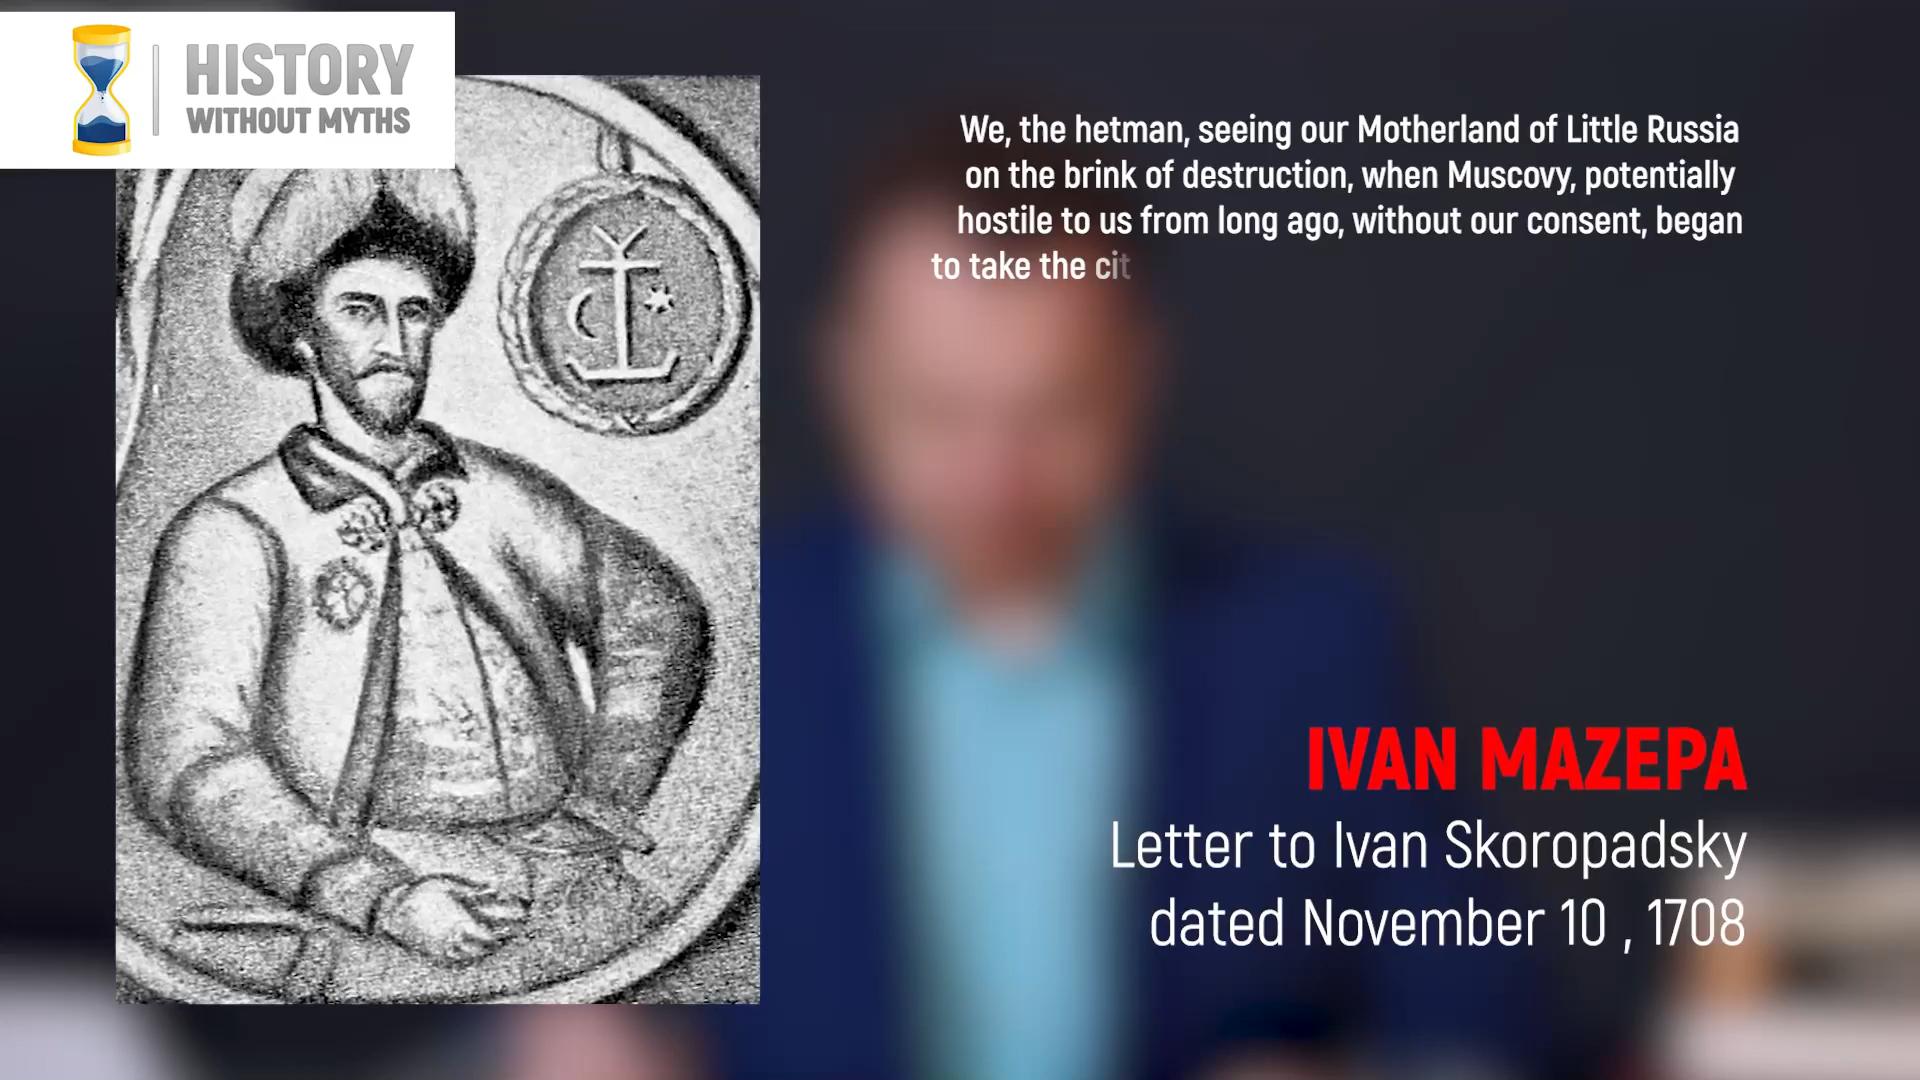 HISTORY
WITHOUT MYTHS
We, the hetman, seeing our Motherland of Little Russia
on the brink of destruction, when Muscovy, potentially
hostile to us from long ago, without our consent, began
to take the cit
IVAN MAZEPA
Letter to Ivan Skoropadsky
dated November 10 , 1708